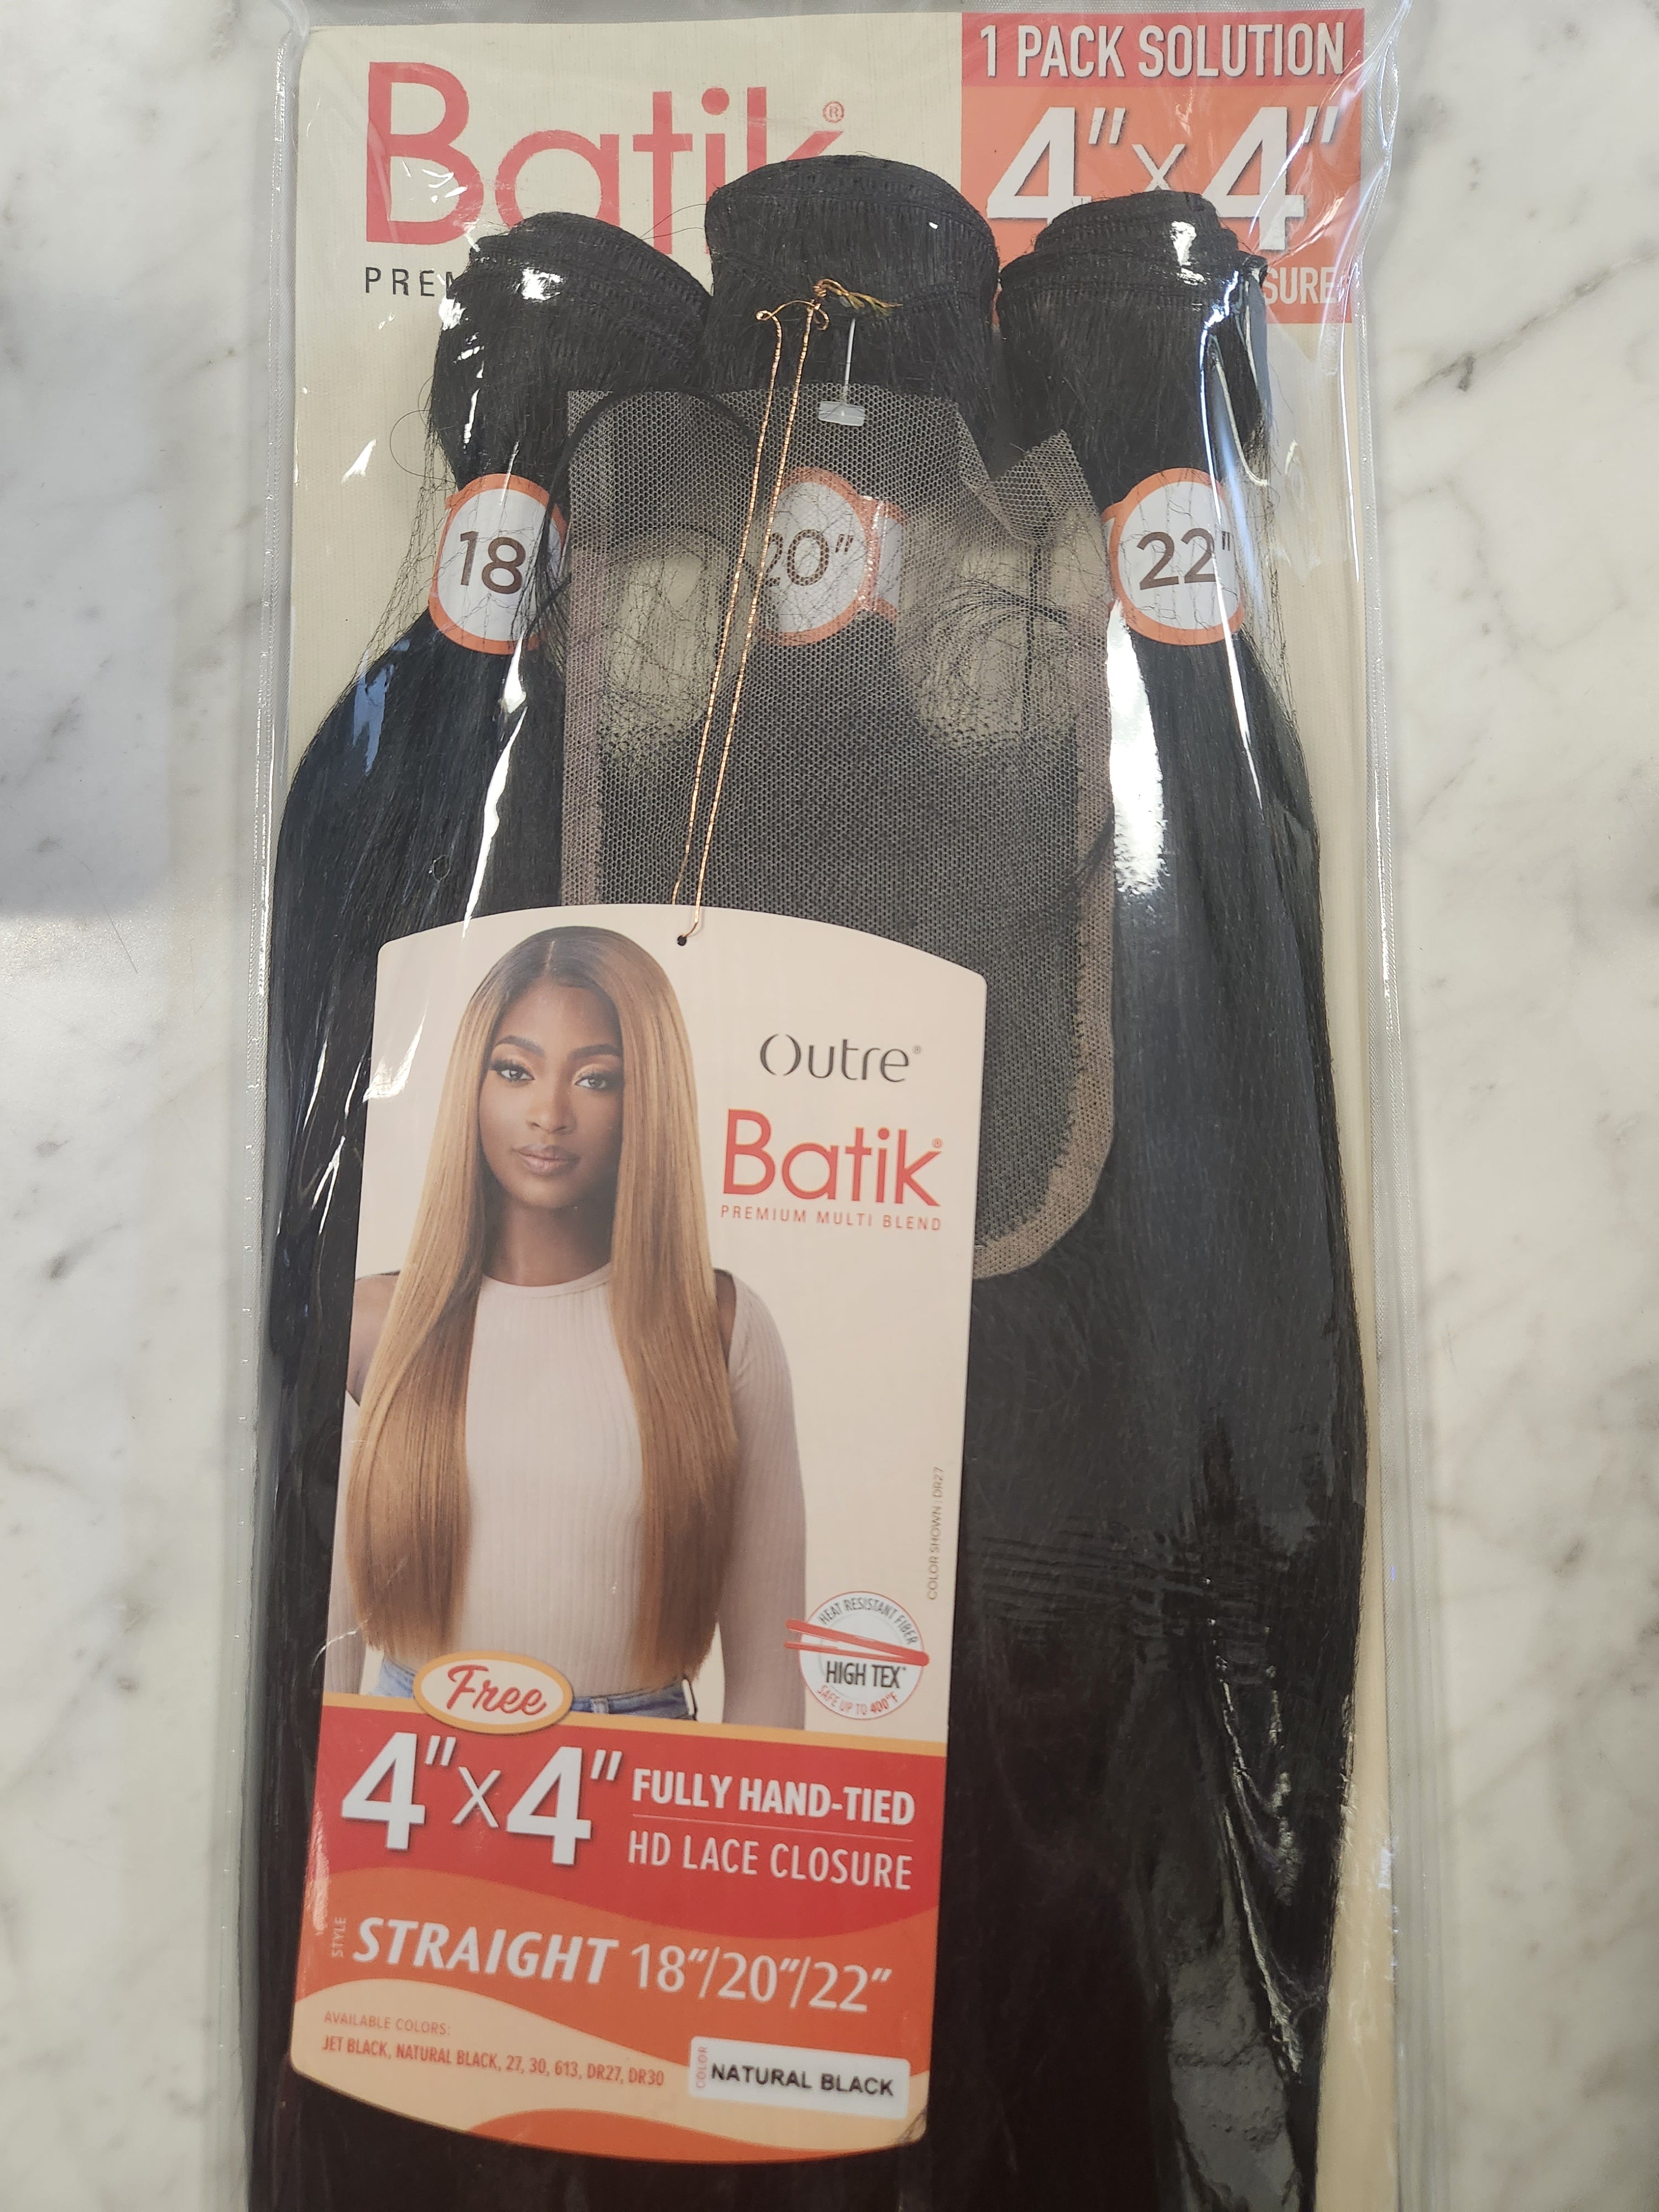 Batik®
1 PACK SOLUTION
4"x4"
18
20"
22"
Outre®
Batik®
PREMIUM MULTI BLEND
COLOR SHOWN : DR27
HEAT RESISTANT FIBER
HIGH TEX
SAFE UP TO 400°F
Free
4"x4" FULLY HAND-TIED
HD LACE CLOSURE
STYLE STRAIGHT 18"/20"/22"
AVAILABLE COLORS:
JET BLACK, NATURAL BLACK, 27, 30, 613, DR27, DR30
COLOR NATURAL BLACK